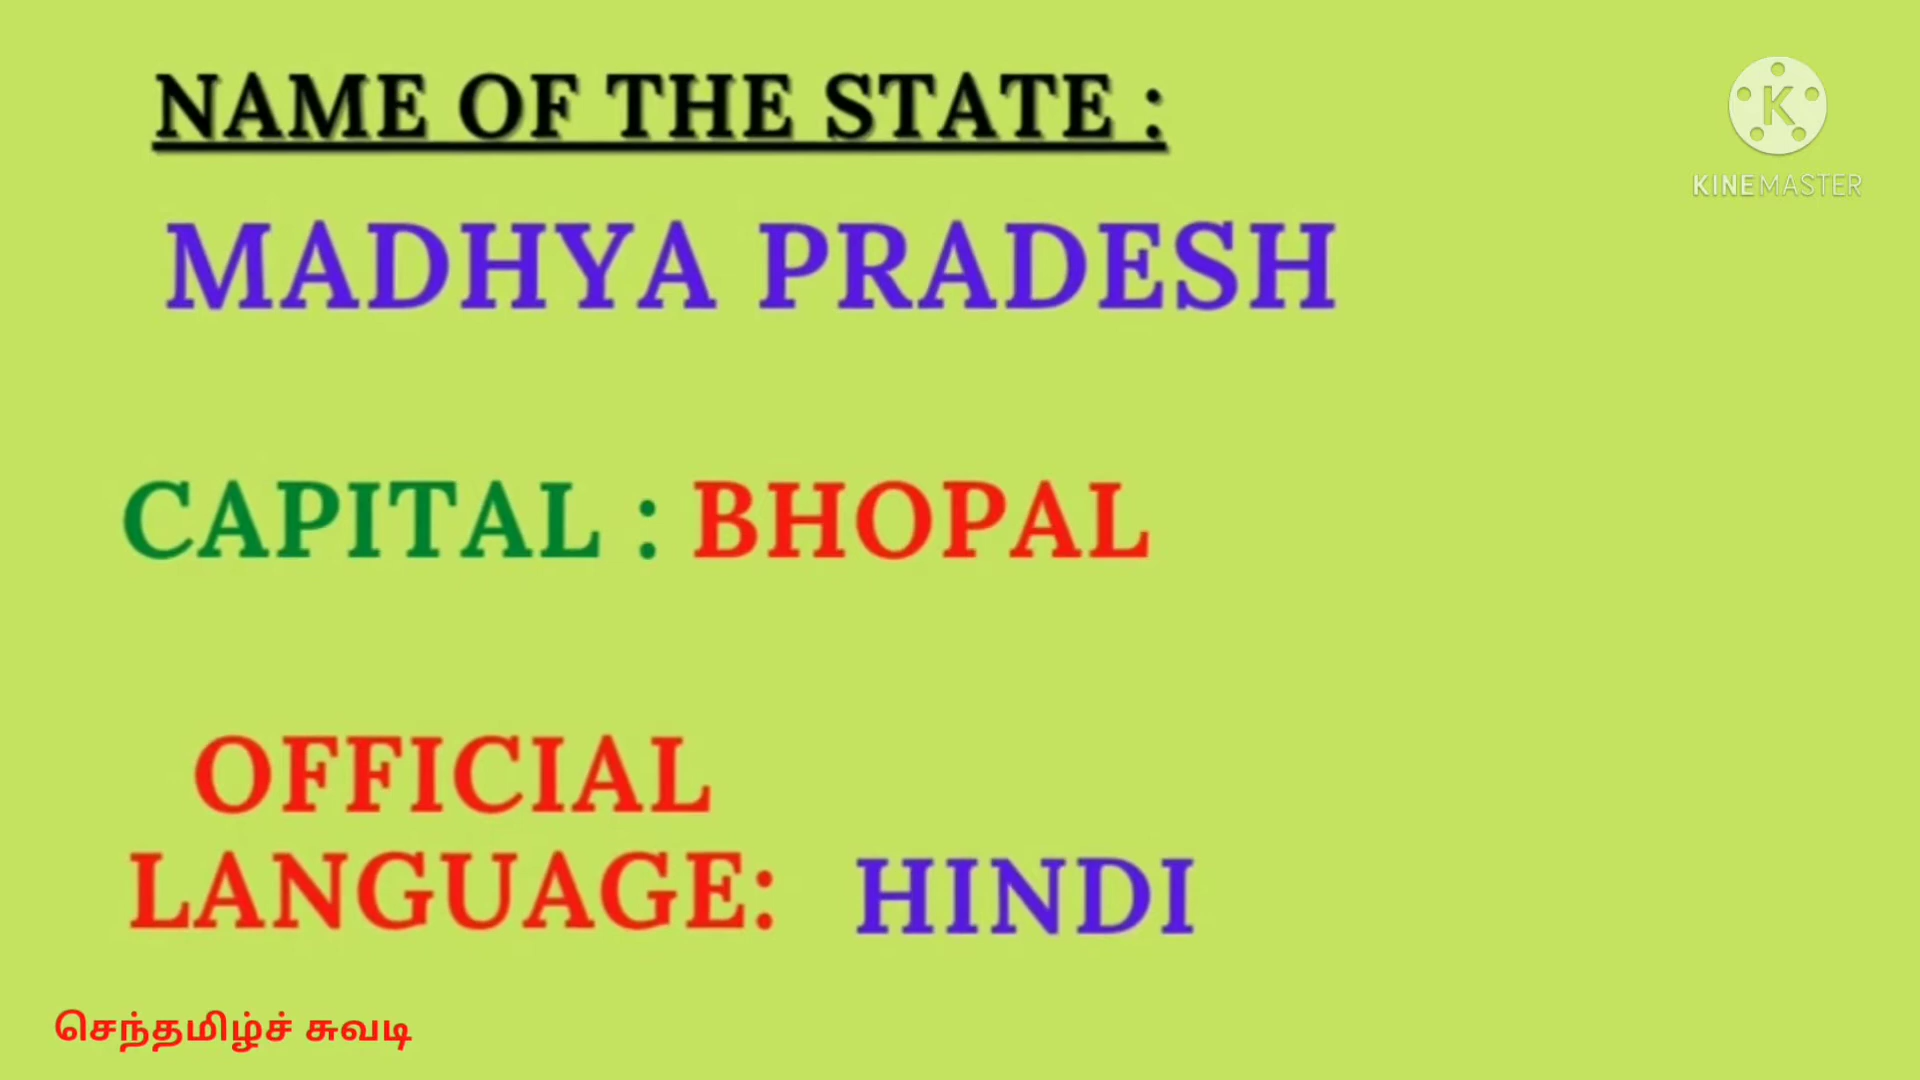 NAME OF THE STATE :
K
KINEMASTER
MADHYA PRADESH
CAPITAL : BHOPAL
OFFICIAL
LANGUAGE: HINDI
செந்தமிழ்ச் சுவடி